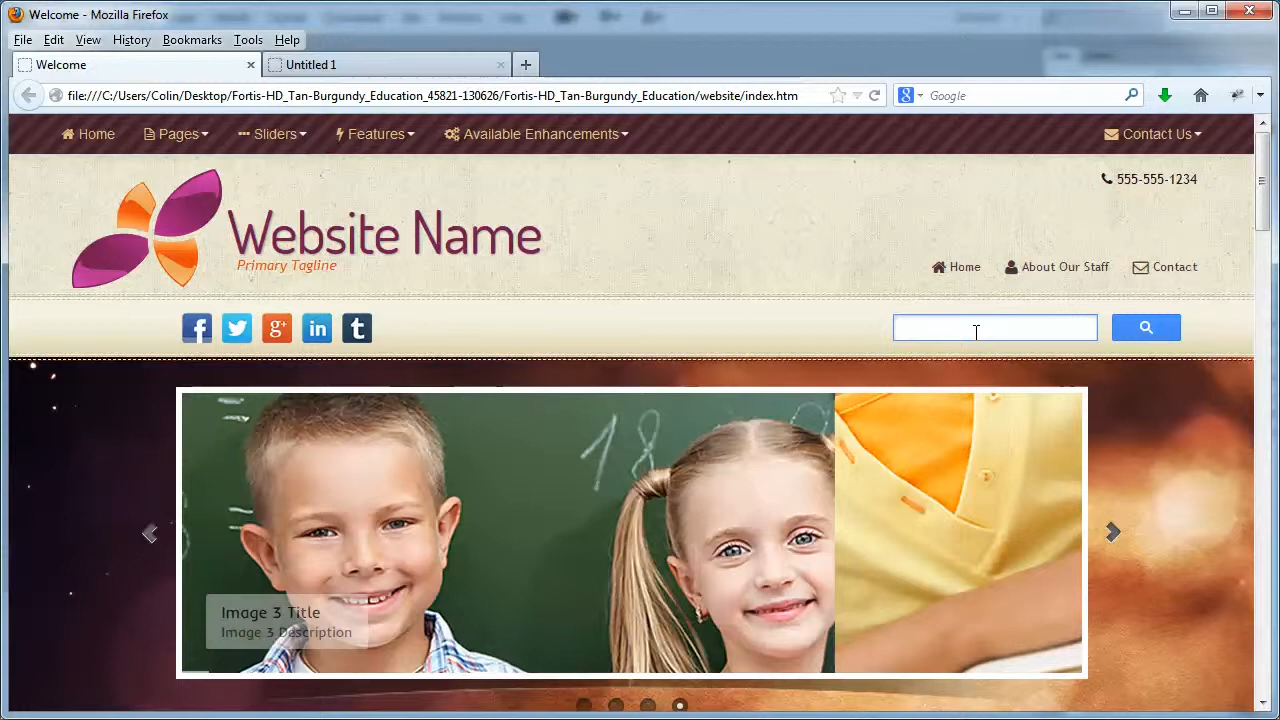 Welcome - Mozilla Firefox
File Edit View History Bookmarks Tools Help
Welcome Untitled 1
file:///C:/Users/Colin/Desktop/Fortis-HD_Tan-Burgundy_Education_45821-130626/Fortis-HD_Tan-Burgundy_Education/website/index.htm Google
Home Pages Sliders Features Available Enhancements Contact Us
555-555-1234
Website Name
Primary Tagline
Home About Our Staff Contact
18
Image 3 Title
Image 3 Description